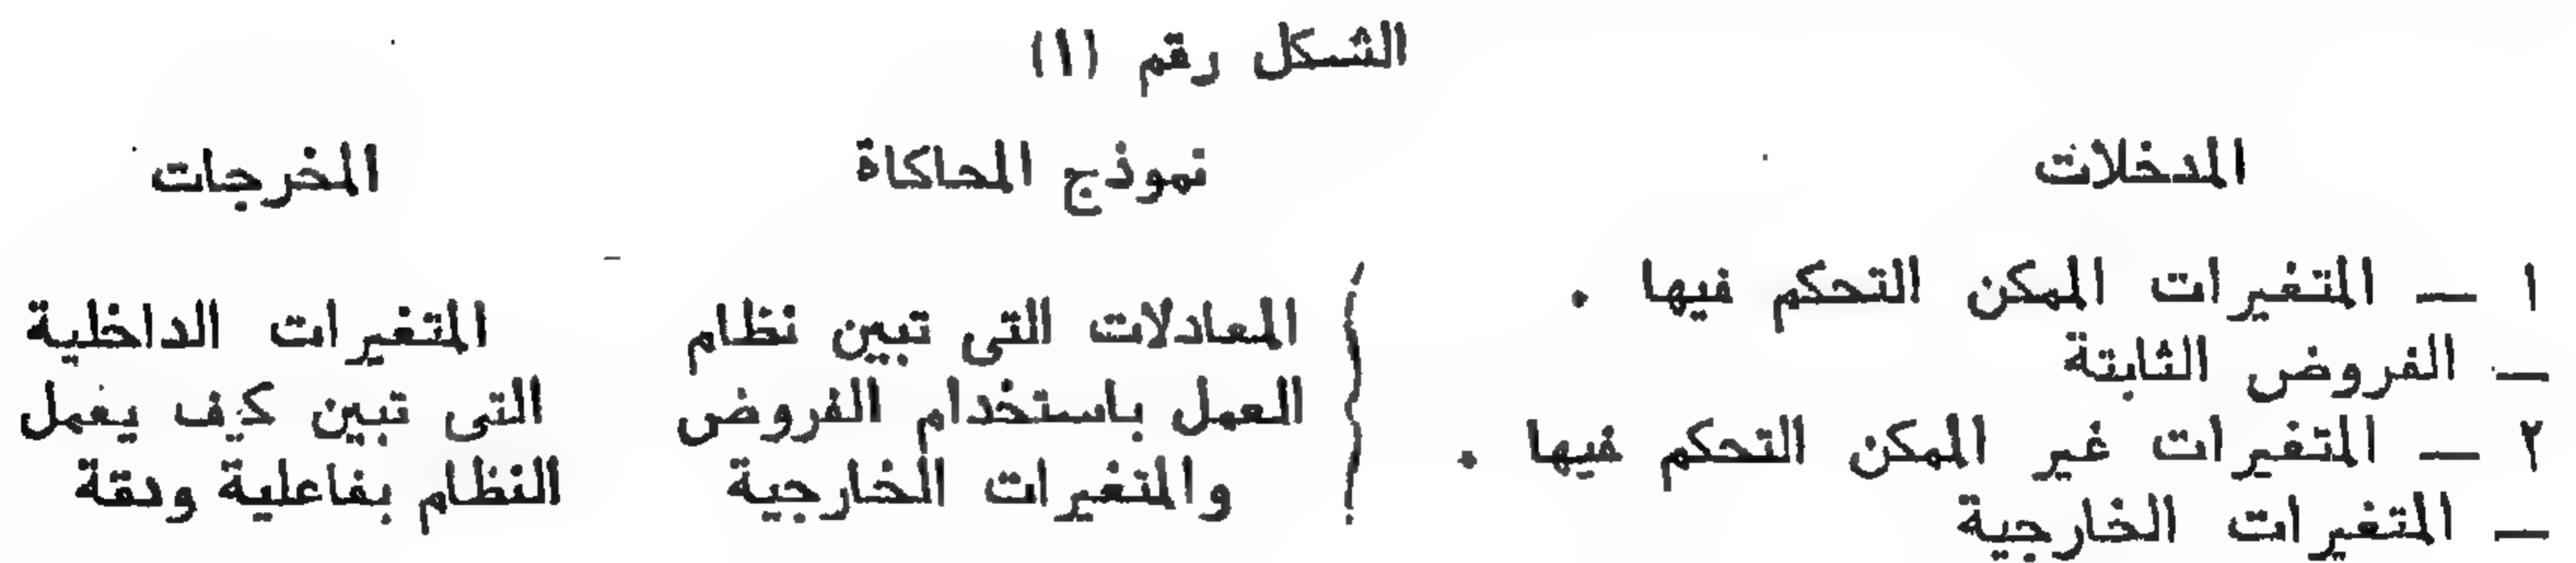 الشكل رقم (١)
المدخلات
نموذج المحاكاة
المخرجات
١ — المتغيرات الممكن التحكم فيها .
— الفروض الثابتة
٢ — المتغيرات غير الممكن التحكم فيها .
— المتغيرات الخارجية
المعادلات التى تبين نظام
العمل باستخدام الفروض
والمتغيرات الخارجية
المتغيرات الداخلية
التى تبين كيف يعمل
النظام بفاعلية ودقة